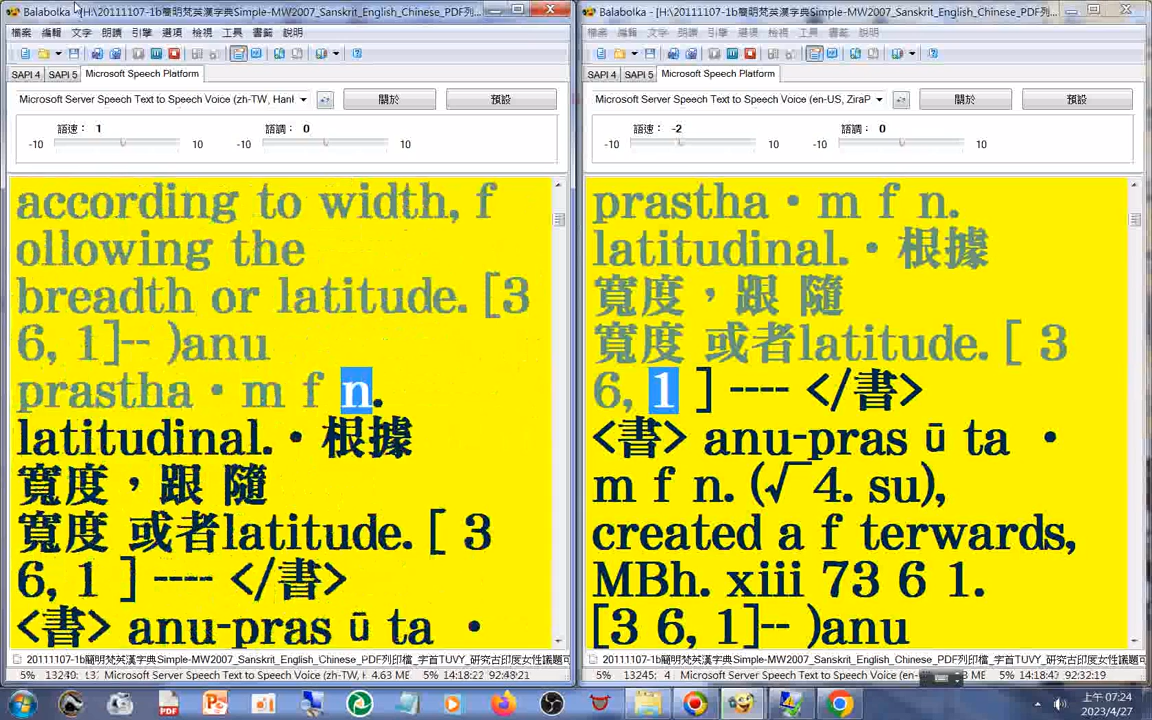 Balabolka - [H:\20111107-1b簡明梵英漢字典Simple-MW2007_Sanskrit_English_Chinese_PDF列...
檔案 編輯 文字 朗讀 引擎 選項 檢視 工具 書籤 說明
SAPI 4 SAPI 5 Microsoft Speech Platform
Microsoft Server Speech Text to Speech Voice (zh-TW, Hanl
關於 預設
語速： 1 語調： 0
-10 10 -10 10
according to width, f
ollowing the
breadth or latitude. [3
6, 1]-- )anu
prastha • m f n.
latitudinal. • 根據
寬度，跟 隨
寬度 或者latitude. [ 3
6, 1 ] ---- </書>
<書> anu-pras ū ta •
20111107-1b簡明梵英漢字典Simple-MW2007_Sanskrit_English_Chinese_PDF列印檔_字首TUVY_研究古印度女性議題可
5% 13249: Speech Text to Speech Voice (zh-TW, H 4.63 ME 5% 14:18:22 92:48:21
Balabolka - [H:\20111107-1b簡明梵英漢字典Simple-MW2007_Sanskrit_English_Chinese_PDF列印...
檔案 編輯 文字 朗讀 引擎 選項 檢視 工具 書籤 說明
SAPI 4 SAPI 5 Microsoft Speech Platform
Microsoft Server Speech Text to Speech Voice (en-US, ZiraP
關於 預設
語速： -2 語調： 0
-10 10 -10 10
prastha • m f n.
latitudinal. • 根據
寬度，跟 隨
寬度 或者latitude. [ 3
6, 1 ] ---- </書>
<書> anu-pras ū ta •
m f n. (√ 4. su),
created a f terwards,
MBh. xiii 73 6 1.
[3 6, 1]-- )anu
20111107-1b簡明梵英漢字典Simple-MW2007_Sanskrit_English_Chinese_PDF列印檔_字首TUVY_研究古印度女性議題可
5% 13245: 4 Speech Text to Speech Voice (en-US, 5% 14:18:7 92:32:19
上午 07:24
2023/4/27